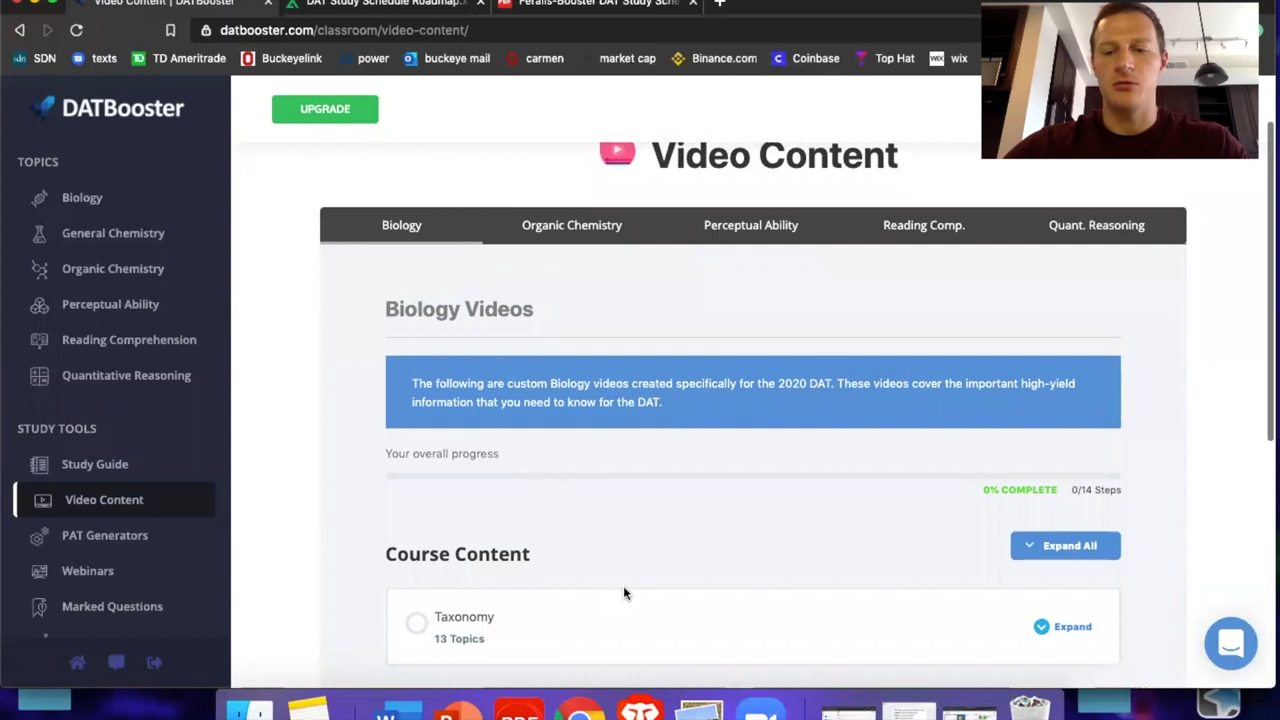 Video Content | DATBooster
DAT Study Schedule Roadmap.
Feralis-Booster DAT Study Sche
datbooster.com/classroom/video-content/
SDN texts TD Ameritrade Buckeyelink power buckeye mail carmen market cap Binance.com Coinbase Top Hat WIX wix
DATBooster
UPGRADE
TOPICS
Biology
General Chemistry
Organic Chemistry
Perceptual Ability
Reading Comprehension
Quantitative Reasoning
STUDY TOOLS
Study Guide
Video Content
PAT Generators
Webinars
Marked Questions
Video Content
Biology Organic Chemistry Perceptual Ability Reading Comp. Quant. Reasoning
Biology Videos
The following are custom Biology videos created specifically for the 2020 DAT. These videos cover the important high-yield
information that you need to know for the DAT.
Your overall progress
0% COMPLETE 0/14 Steps
Course Content
Expand All
Taxonomy
13 Topics
Expand